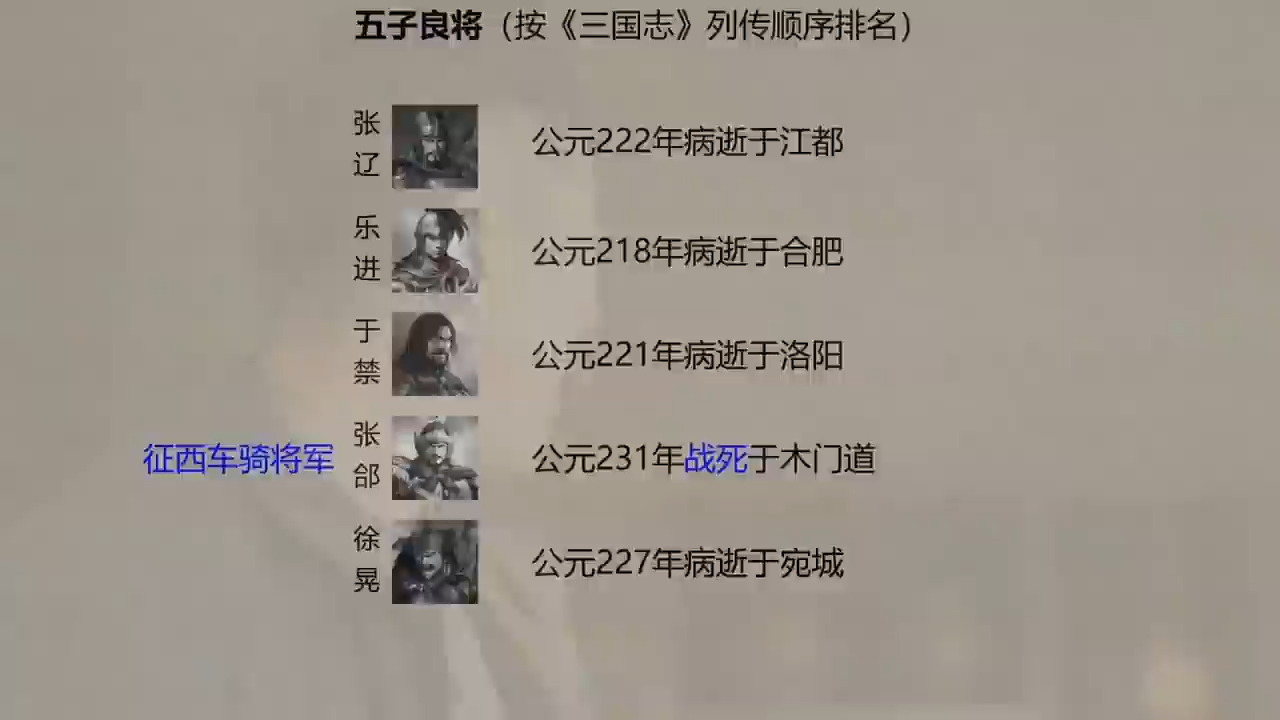 五子良将（按《三国志》列传顺序排名）
张辽
公元222年病逝于江都
乐进
公元218年病逝于合肥
于禁
公元221年病逝于洛阳
征西车骑将军
张郃
公元231年战死于木门道
徐晃
公元227年病逝于宛城